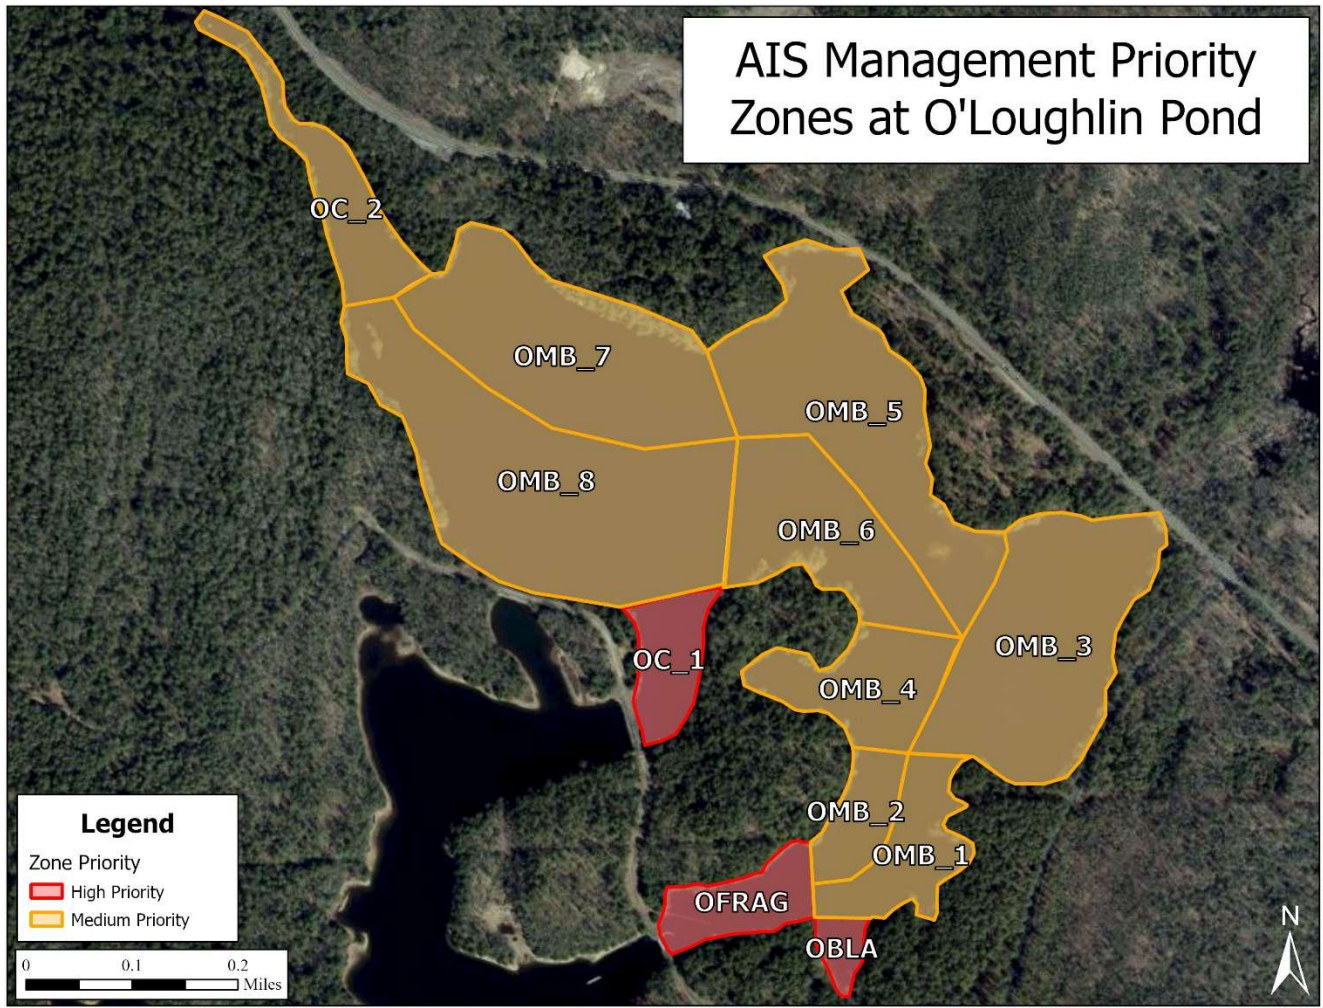 AIS Management Priority
Zones at O'Loughlin Pond
OC_2
OMB_7
OMB_5
OMB_8
OMB_6
OMB_3
OC_1
OMB_4
OMB_2
OMB_1
OFRAG
OBLA
Legend
Zone Priority
High Priority
Medium Priority
0 0.1 0.2
Miles
N